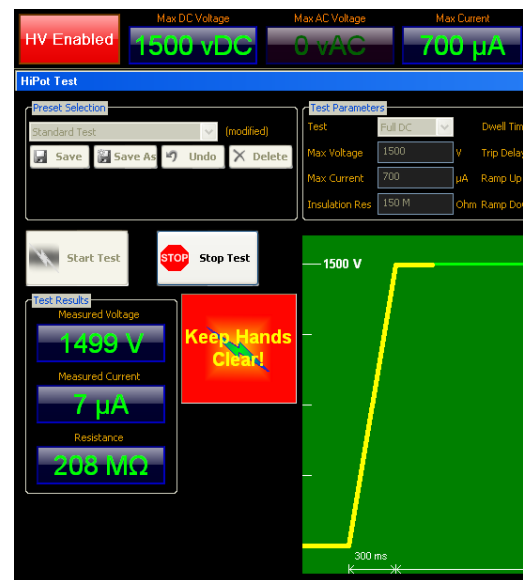 Max DC Voltage
Max AC Voltage
Max Current
HV Enabled
1500 vDC
0 vAC
700 µA
HiPot Test
Preset Selection
Standard Test
(modified)
Save
Save As
Undo
Delete
Test Parameters
Test
Full DC
Dwell Tim
Max Voltage
1500
V
Trip Delay
Max Current
700
µA
Ramp Up
Insulation Res
150 M
Ohm
Ramp Do
Start Test
STOP
Stop Test
Test Results
Measured Voltage
1499 V
Measured Current
7 µA
Resistance
208 MΩ
Keep Hands
Clear!
1500 V
300 ms